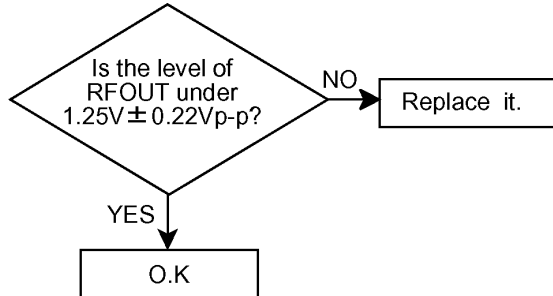 Is the level of
RFOUT under
1.25V ± 0.22Vp-p?
NO
Replace it.
YES
O.K